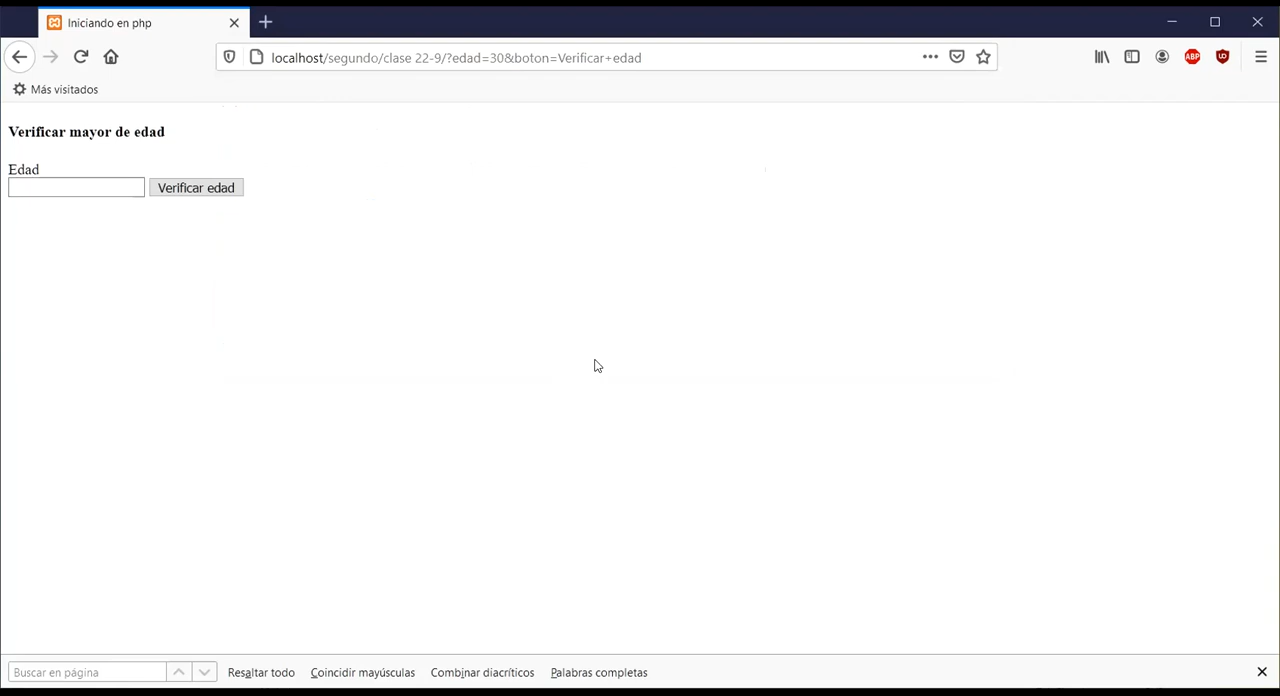 Iniciando en php
localhost/segundo/clase 22-9/?edad=30&boton=Verificar+edad
ABP
Más visitados
Verificar mayor de edad
Edad
Verificar edad
Buscar en página Resaltar todo Coincidir mayúsculas Combinar diacríticos Palabras completas